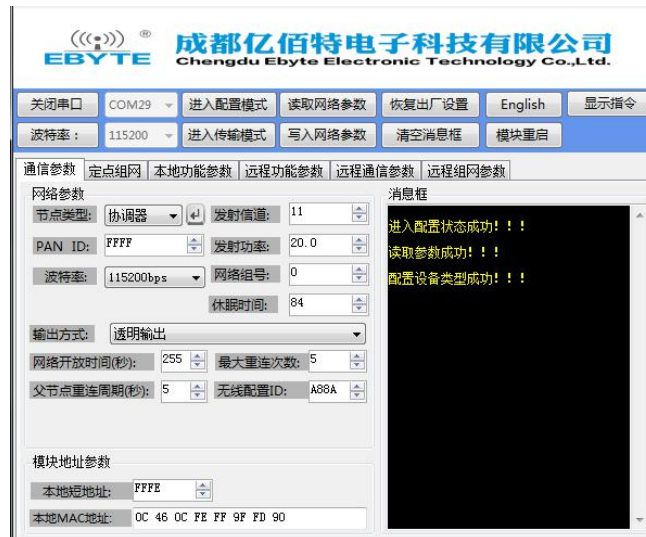 ((( ))) ®
EBYTE
成都亿佰特电子科技有限公司
Chengdu Ebyte Electronic Technology Co.,Ltd.
关闭串口 COM29 进入配置模式 读取网络参数 恢复出厂设置 English 显示指令
波特率： 115200 进入传输模式 写入网络参数 清空消息框 模块重启
通信参数 定点组网 本地功能参数 远程功能参数 远程通信参数 远程组网参数
网络参数 消息框
节点类型: 协调器 发射信道: 11
进入配置状态成功！！！
PAN ID: FFFF 发射功率: 20.0
读取参数成功！！！
波特率: 115200bps 网络组号: 0
配置设备类型成功！！！
休眠时间: 84
输出方式: 透明输出
网络开放时间(秒): 255 最大重连次数: 5
父节点重连周期(秒): 5 无线配置ID: A88A
模块地址参数
本地短地址: FFFE
本地MAC地址: 0C 46 0C FE FF 9F FD 90